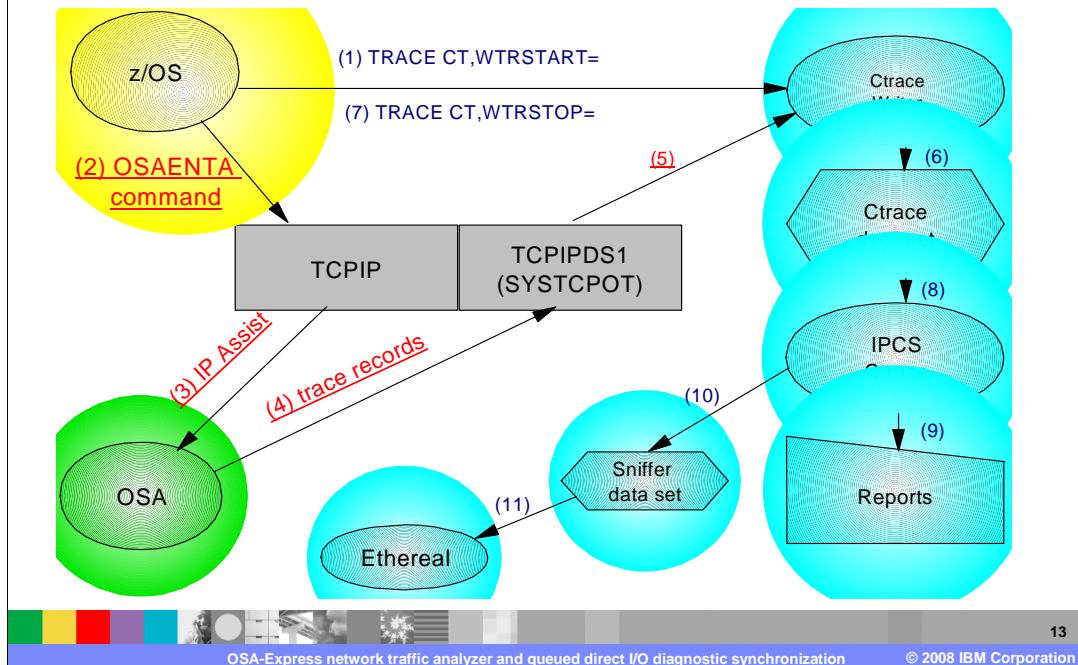 z/OS
(1) TRACE CT,WTRSTART=
(7) TRACE CT,WTRSTOP=
Ctrace
(2) OSAENTA
command
(5)
(6)
Ctrace
TCPIP
TCPIPDS1
(SYSTCPOT)
(8)
IPCS
(3) IP Assist
(4) trace records
(10)
(9)
OSA
Sniffer
data set
Reports
(11)
Ethereal
13
OSA-Express network traffic analyzer and queued direct I/O diagnostic synchronization
© 2008 IBM Corporation